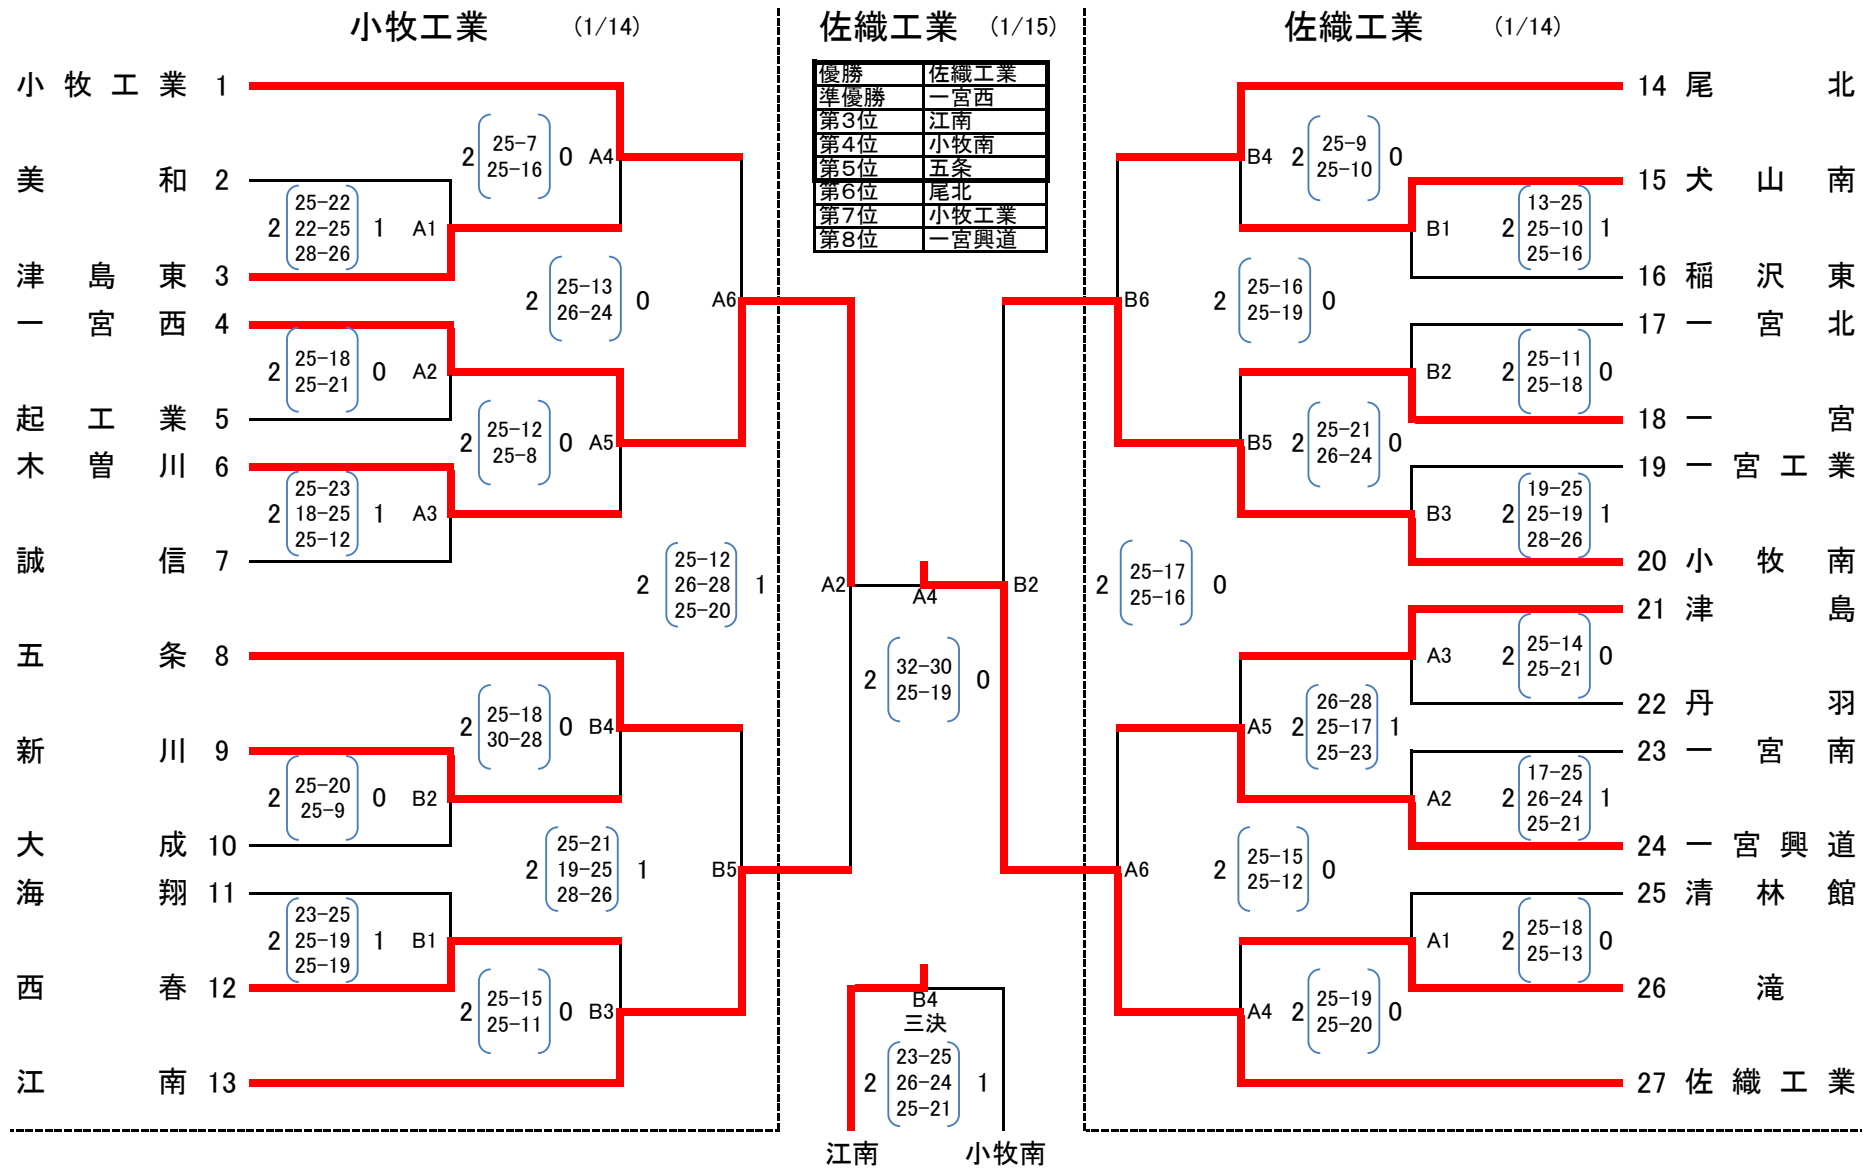 小牧工業 (1/14)
佐織工業 (1/15)
佐織工業 (1/14)
優勝 佐織工業
準優勝 一宮西
第3位 江南
第4位 小牧南
第5位 五条
第6位 尾北
第7位 小牧工業
第8位 一宮興道
小牧工業 1
2 25-7 0 A4
25-16
美和 2
2 25-22 1 A1
22-25
28-26
津島東 3
2 25-13 0 A6
26-24
一宮西 4
2 25-18 0 A2
25-21
起工業 5
2 25-12 0 A5
25-8
木曽川 6
2 25-23 1 A3
18-25
25-12
誠信 7
2 25-12 1 A2
26-28
25-20
五条 8
2 25-18 0 B4
30-28
新川 9
2 25-20 0 B2
25-9
大成 10
2 25-21 1 B5
19-25
28-26
海翔 11
2 23-25 1 B1
25-19
25-19
西春 12
2 25-15 0 B3
25-11
江南 13
A4
2 32-30 0
25-19
B4
三決
2 23-25 1
26-24
25-21
江南 小牧南
14 尾北
B4 2 25-9 0
25-10
15 犬山南
B1 2 13-25 1
25-10
25-16
16 稲沢東
B6 2 25-16 0
25-19
17 一宮北
B2 2 25-11 0
25-18
18 一宮
B5 2 25-21 0
26-24
19 一宮工業
B3 2 19-25 1
25-19
28-26
20 小牧南
B2 2 25-17 0
25-16
21 津島
A3 2 25-14 0
25-21
22 丹羽
A5 2 26-28 1
25-17
25-23
23 一宮南
A2 2 17-25 1
26-24
25-21
24 一宮興道
A6 2 25-15 0
25-12
25 清林館
A1 2 25-18 0
25-13
26 滝
A4 2 25-19 0
25-20
27 佐織工業